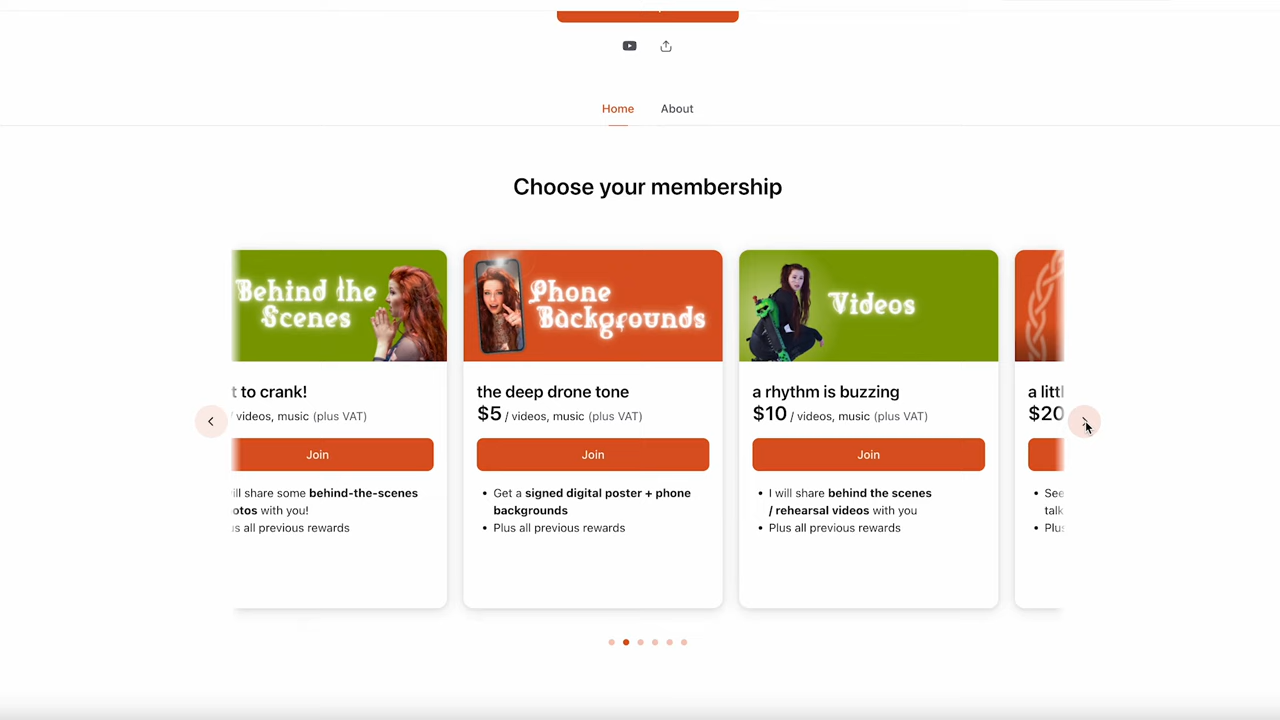 Home About
Choose your membership
Behind the
Scenes
t to crank!
/ videos, music (plus VAT)
Join
will share some behind-the-scenes
with you!
all previous rewards
Phone
Backgrounds
the deep drone tone
$5 / videos, music (plus VAT)
Join
• Get a signed digital poster + phone
backgrounds
• Plus all previous rewards
Videos
a rhythm is buzzing
$10 / videos, music (plus VAT)
Join
• I will share behind the scenes
/ rehearsal videos with you
• Plus all previous rewards
a littl
$20
• See
talk
• Plus